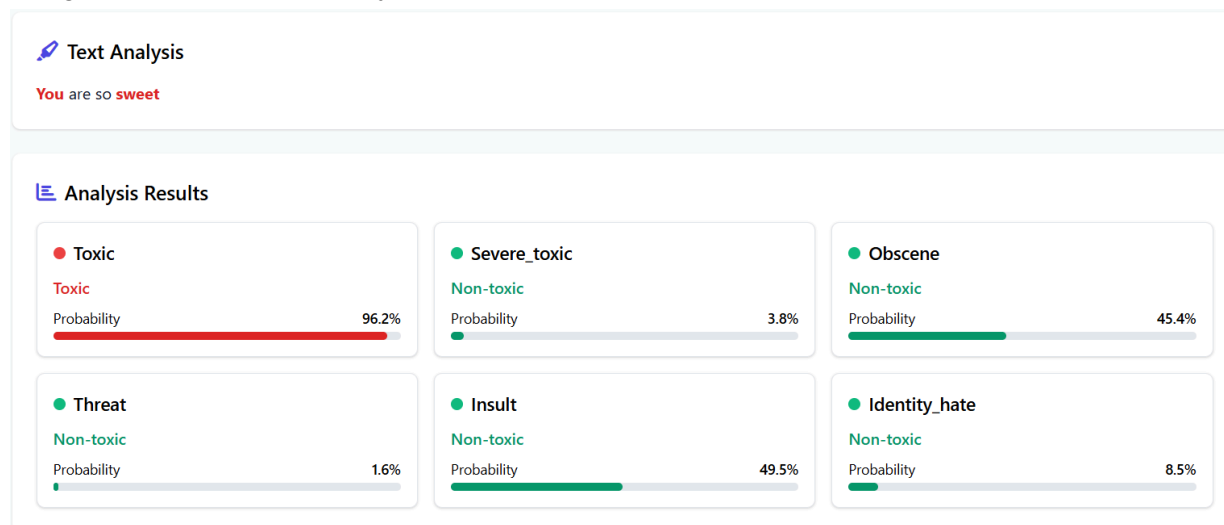 Text Analysis
You are so sweet
Analysis Results
Toxic
Toxic
Probability 96.2%
Severe_toxic
Non-toxic
Probability 3.8%
Obscene
Non-toxic
Probability 45.4%
Threat
Non-toxic
Probability 1.6%
Insult
Non-toxic
Probability 49.5%
Identity_hate
Non-toxic
Probability 8.5%